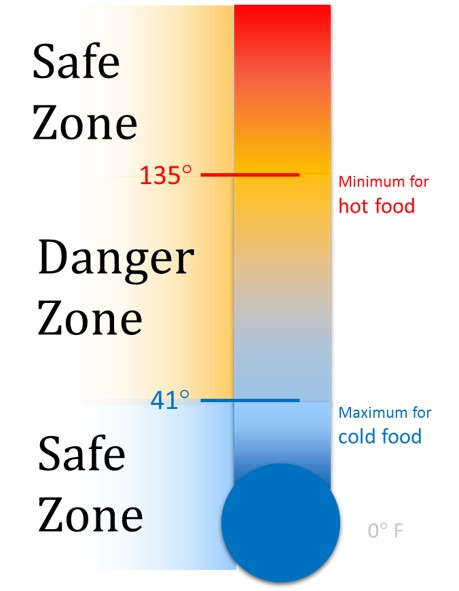 Safe
Zone
135°
Minimum for
hot food
Danger
Zone
41°
Maximum for
cold food
Safe
Zone
0° F